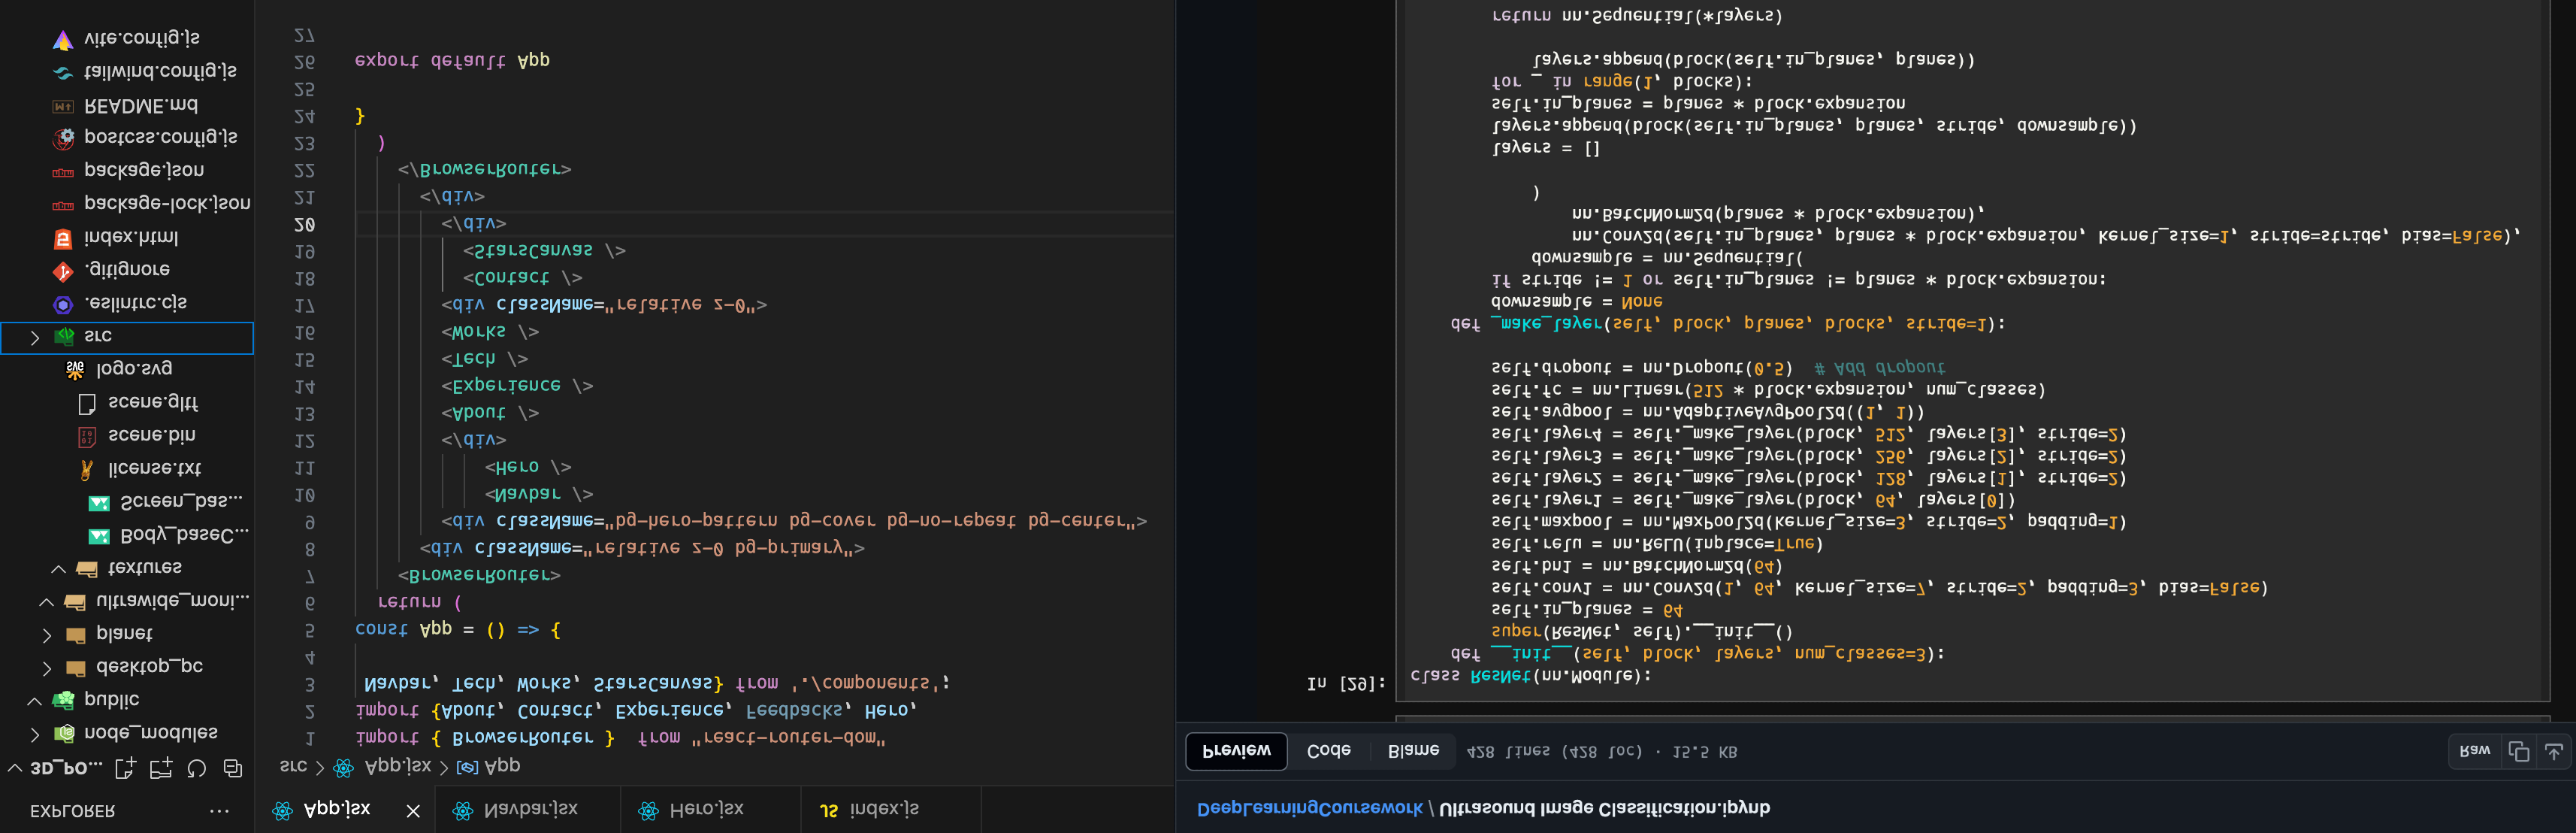 EXPLORER ...
3D_PO...
node_modules
public
desktop_pc
planet
ultrawide_moni...
textures
Body_baseC...
Screen_bas...
license.txt
scene.bin
scene.gltf
logo.svg
src
.eslintrc.cjs
.gitignore
index.html
package-lock.json
package.json
postcss.config.js
README.md
tailwind.config.js
vite.config.js
App.jsx Navbar.jsx Hero.jsx JS index.js
src > App.jsx > App
1 import { BrowserRouter }  from "react-router-dom"
2 import {About, Contact, Experience, Feedbacks, Hero,
3 Navbar, Tech, Works, StarsCanvas} from './components';
4
5 const App = () => {
6 return (
7 <BrowserRouter>
8 <div className="relative z-0 bg-primary">
9 <div className="bg-hero-pattern bg-cover bg-no-repeat bg-center">
10 <Navbar />
11 <Hero />
12 </div>
13 <About />
14 <Experience />
15 <Tech />
16 <Works />
17 <div className="relative z-0">
18 <Contact />
19 <StarsCanvas />
20 </div>
21 </div>
22 </BrowserRouter>
23 )
24 }
25
26 export default App
27
DeepLearningCoursework / Ultrasound Image Classification.ipynb
Preview Code Blame 428 lines (428 loc) · 15.5 KB Raw
In [29]: class ResNet(nn.Module):
def __init__(self, block, layers, num_classes=3):
super(ResNet, self).__init__()
self.in_planes = 64
self.conv1 = nn.Conv2d(1, 64, kernel_size=7, stride=2, padding=3, bias=False)
self.bn1 = nn.BatchNorm2d(64)
self.relu = nn.ReLU(inplace=True)
self.maxpool = nn.MaxPool2d(kernel_size=3, stride=2, padding=1)
self.layer1 = self._make_layer(block, 64, layers[0])
self.layer2 = self._make_layer(block, 128, layers[1], stride=2)
self.layer3 = self._make_layer(block, 256, layers[2], stride=2)
self.layer4 = self._make_layer(block, 512, layers[3], stride=2)
self.avgpool = nn.AdaptiveAvgPool2d((1, 1))
self.fc = nn.Linear(512 * block.expansion, num_classes)
self.dropout = nn.Dropout(0.5)  # Add dropout
def _make_layer(self, block, planes, blocks, stride=1):
downsample = None
if stride != 1 or self.in_planes != planes * block.expansion:
downsample = nn.Sequential(
nn.Conv2d(self.in_planes, planes * block.expansion, kernel_size=1, stride=stride, bias=False),
nn.BatchNorm2d(planes * block.expansion),
)
layers = []
layers.append(block(self.in_planes, planes, stride, downsample))
self.in_planes = planes * block.expansion
for _ in range(1, blocks):
layers.append(block(self.in_planes, planes))
return nn.Sequential(*layers)